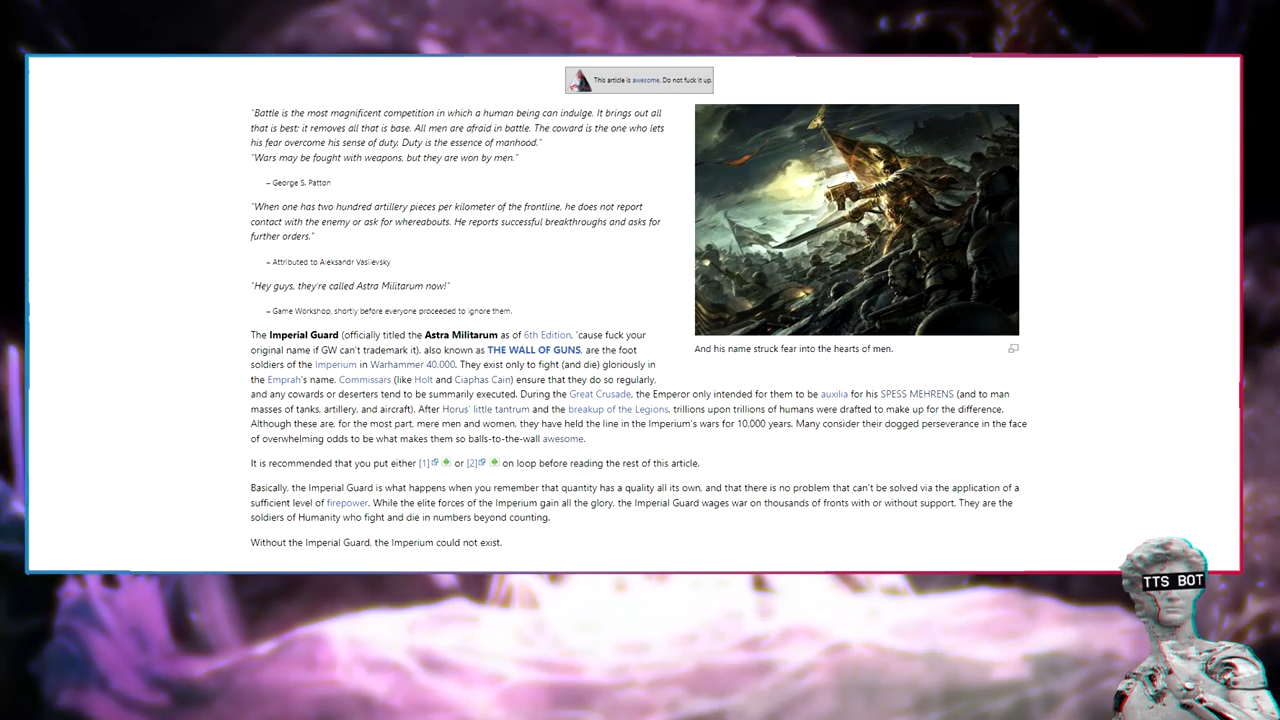 This article is awesome. Do not fuck it up.
"Battle is the most magnificent competition in which a human being can indulge. It brings out all
that is best; it removes all that is base. All men are afraid in battle. The coward is the one who lets
his fear overcome his sense of duty. Duty is the essence of manhood."
"Wars may be fought with weapons, but they are won by men."
– George S. Patton
"When one has two hundred artillery pieces per kilometer of the frontline, he does not report
contact with the enemy or ask for whereabouts. He reports successful breakthroughs and asks for
further orders."
– Attributed to Aleksandr Vasilevsky
"Hey guys, they're called Astra Militarum now!"
– Game Workshop, shortly before everyone proceeded to ignore them.
And his name struck fear into the hearts of men.
The Imperial Guard (officially titled the Astra Militarum as of 6th Edition, 'cause fuck your
original name if GW can't trademark it), also known as THE WALL OF GUNS, are the foot
soldiers of the Imperium in Warhammer 40,000. They exist only to fight (and die) gloriously in
the Emprah's name. Commissars (like Holt and Ciaphas Cain) ensure that they do so regularly,
and any cowards or deserters tend to be summarily executed. During the Great Crusade, the Emperor only intended for them to be auxilia for his SPESS MEHRENS (and to man
masses of tanks, artillery, and aircraft). After Horus' little tantrum and the breakup of the Legions, trillions upon trillions of humans were drafted to make up for the difference.
Although these are, for the most part, mere men and women, they have held the line in the Imperium's wars for 10,000 years. Many consider their dogged perseverance in the face
of overwhelming odds to be what makes them so balls-to-the-wall awesome.
It is recommended that you put either [1] or [2] on loop before reading the rest of this article.
Basically, the Imperial Guard is what happens when you remember that quantity has a quality all its own, and that there is no problem that can't be solved via the application of a
sufficient level of firepower. While the elite forces of the Imperium gain all the glory, the Imperial Guard wages war on thousands of fronts with or without support. They are the
soldiers of Humanity who fight and die in numbers beyond counting.
Without the Imperial Guard, the Imperium could not exist.
TTS BOT